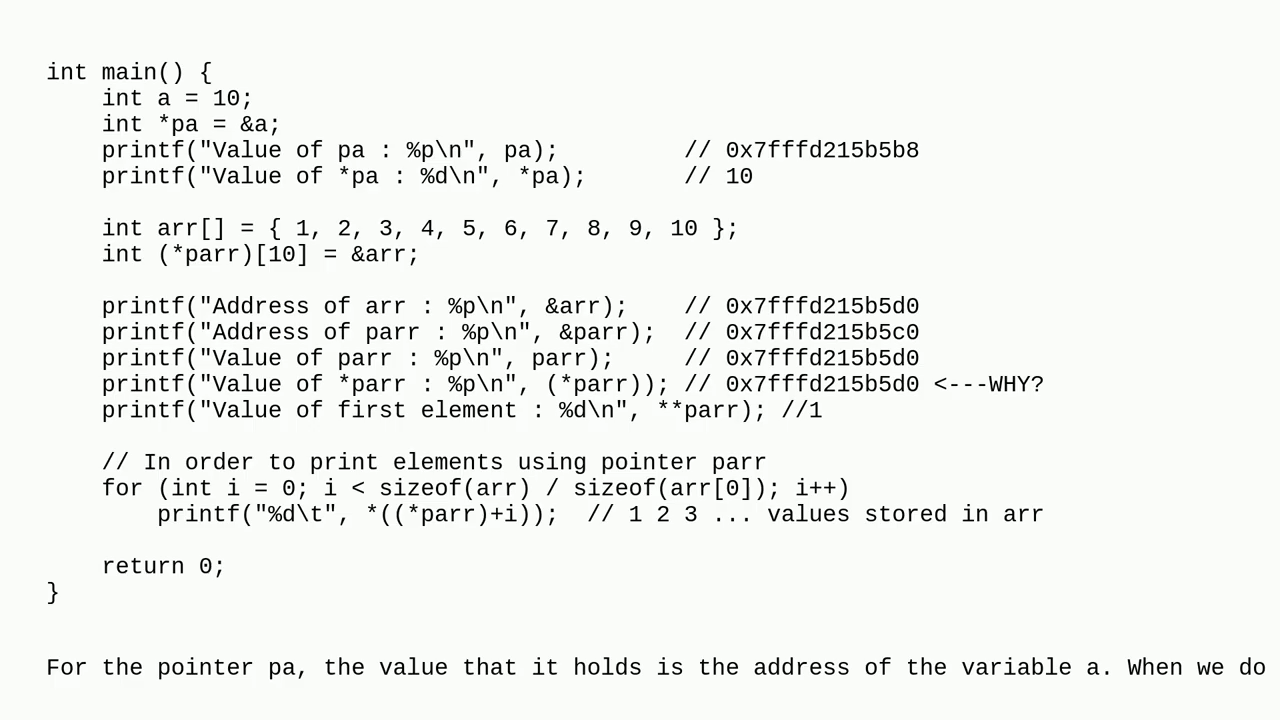 int main() {
    int a = 10;
    int *pa = &a;
    printf("Value of pa : %p\n", pa);         // 0x7fffd215b5b8
    printf("Value of *pa : %d\n", *pa);       // 10

    int arr[] = { 1, 2, 3, 4, 5, 6, 7, 8, 9, 10 };
    int (*parr)[10] = &arr;

    printf("Address of arr : %p\n", &arr);    // 0x7fffd215b5d0
    printf("Address of parr : %p\n", &parr);  // 0x7fffd215b5c0
    printf("Value of parr : %p\n", parr);     // 0x7fffd215b5d0
    printf("Value of *parr : %p\n", (*parr)); // 0x7fffd215b5d0 <---WHY?
    printf("Value of first element : %d\n", **parr); //1

    // In order to print elements using pointer parr
    for (int i = 0; i < sizeof(arr) / sizeof(arr[0]); i++)
        printf("%d\t", *((*parr)+i));  // 1 2 3 ... values stored in arr

    return 0;
}

For the pointer pa, the value that it holds is the address of the variable a. When we do